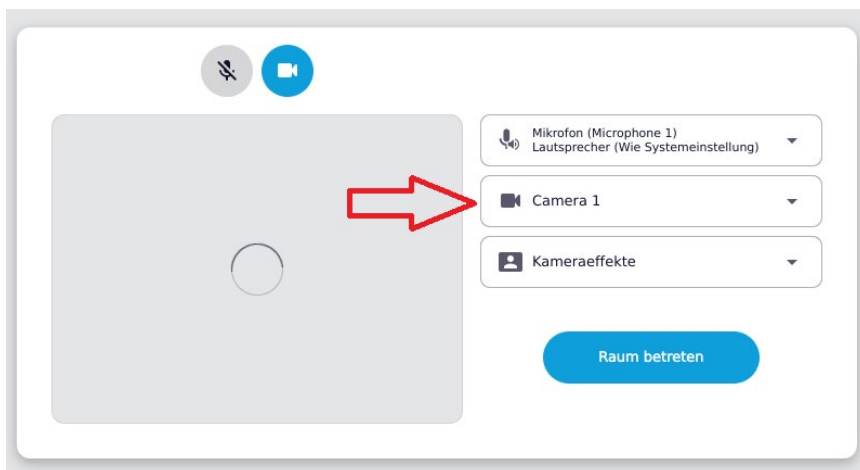 Mikrofon (Microphone 1)
Lautsprecher (Wie Systemeinstellung)
Camera 1
Kameraeffekte
Raum betreten